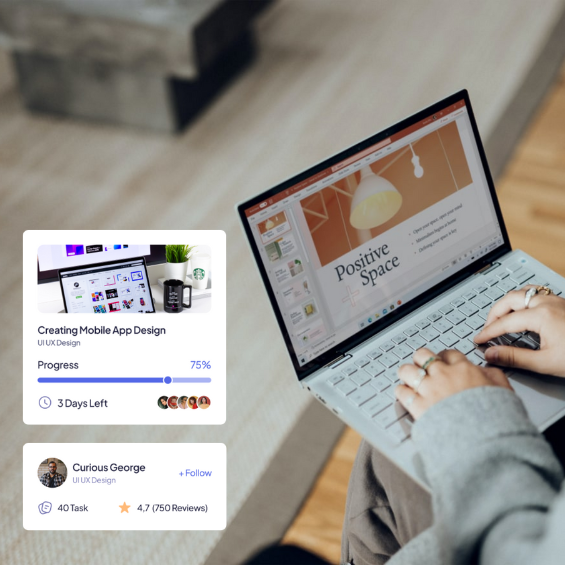 Positive
Space
Creating Mobile App Design
UI UX Design
Progress
75%
3 Days Left
Curious George
UI UX Design
+ Follow
40 Task
4,7 (750 Reviews)